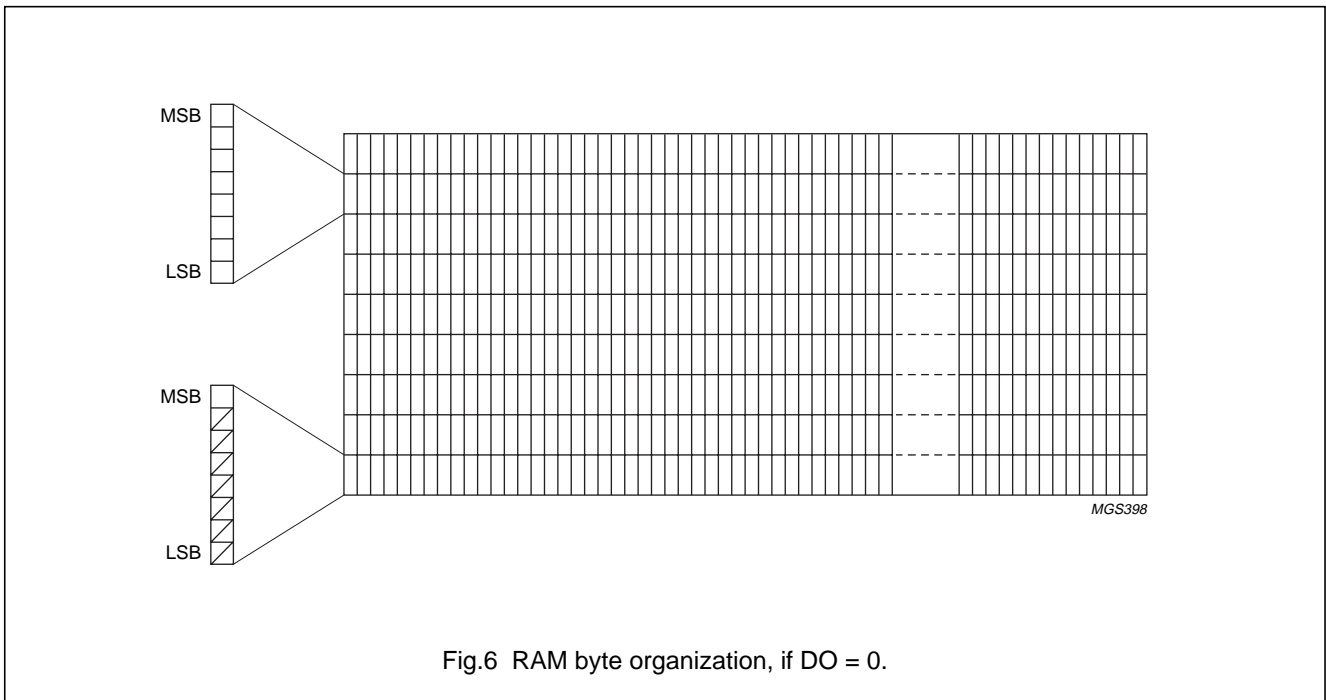 MSB
LSB
MSB
LSB
MGS398
Fig.6 RAM byte organization, if DO = 0.